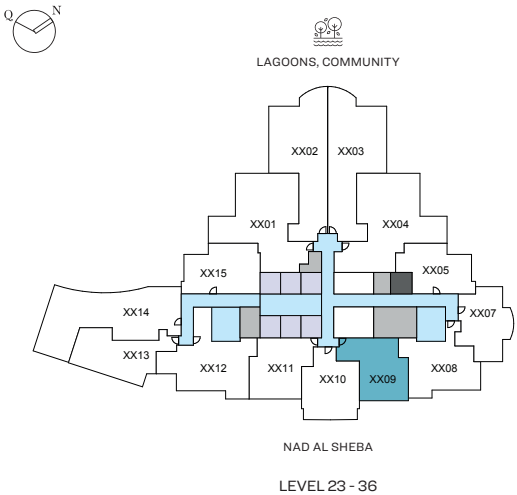 Q N
LAGOONS, COMMUNITY
XX02 XX03
XX01 XX04
XX15 XX05
XX14 XX07
XX13 XX12 XX11 XX10 XX09 XX08
NAD AL SHEBA
LEVEL 23 - 36